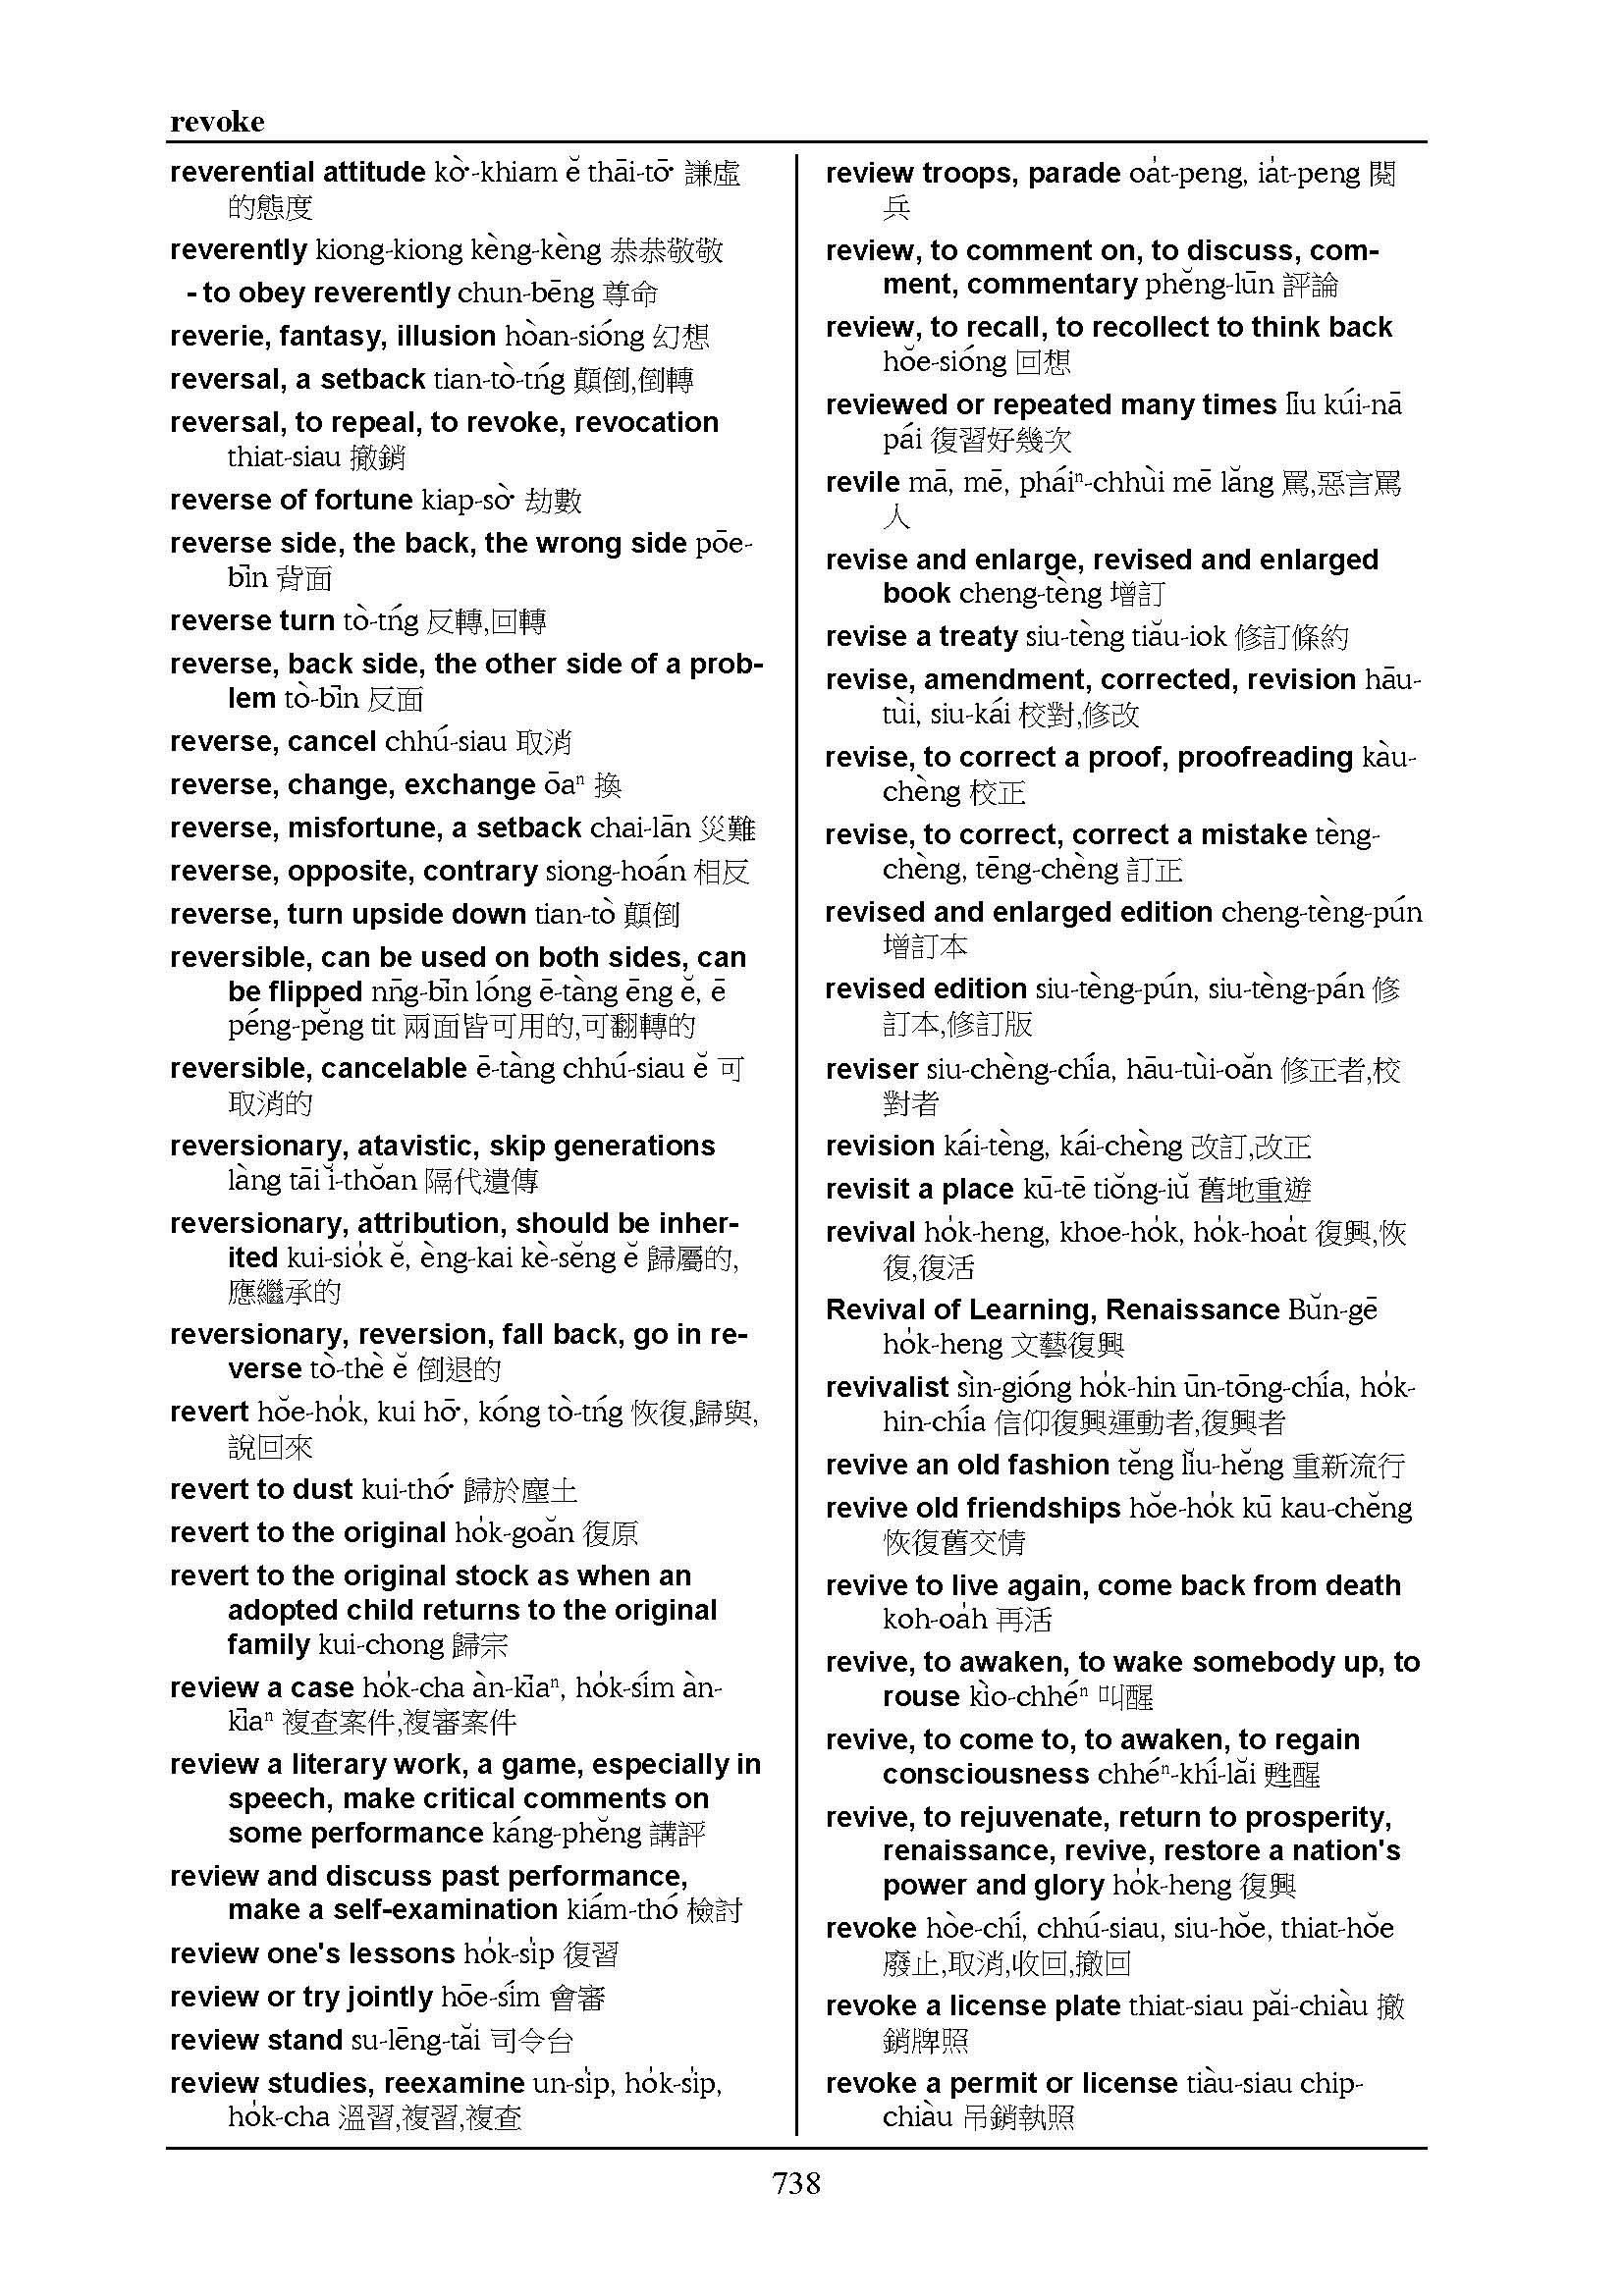 revoke
reverential attitude kò͘-khiam ĕ thāi-tō͘ 謙虛
的態度
reverently kiong-kiong kèng-kèng 恭恭敬敬
- to obey reverently chun-bēng 尊命
reverie, fantasy, illusion hòan-sióng 幻想
reversal, a setback tian-tò-tńg 顛倒,倒轉
reversal, to repeal, to revoke, revocation
thiat-siau 撤銷
reverse of fortune kiap-sò͘ 劫數
reverse side, the back, the wrong side pōe-
bīn 背面
reverse turn tò-tńg 反轉,回轉
reverse, back side, the other side of a prob-
lem tò-bīn 反面
reverse, cancel chhú-siau 取消
reverse, change, exchange ōaⁿ 換
reverse, misfortune, a setback chai-lān 災難
reverse, opposite, contrary siong-hoán 相反
reverse, turn upside down tian-tò 顛倒
reversible, can be used on both sides, can
be flipped nn̄g-bīn lóng ē-tàng ēng ĕ, ē
péng-pĕng tit 兩面皆可用的,可翻轉的
reversible, cancelable ē-tàng chhú-siau ĕ 可
取消的
reversionary, atavistic, skip generations
làng tāi ĭ-thŏan 隔代遺傳
reversionary, attribution, should be inher-
ited kui-sio̍k ĕ, èng-kai kè-sĕng ĕ 歸屬的,
應繼承的
reversionary, reversion, fall back, go in re-
verse tò-thè ĕ 倒退的
revert hŏe-ho̍k, kui hō͘, kóng tò-tńg 恢復,歸與,
說回來
revert to dust kui-thó͘ 歸於塵土
revert to the original ho̍k-goăn 復原
revert to the original stock as when an
adopted child returns to the original
family kui-chong 歸宗
review a case ho̍k-cha àn-kīaⁿ, ho̍k-sím àn-
kīaⁿ 複查案件,複審案件
review a literary work, a game, especially in
speech, make critical comments on
some performance káng-phĕng 講評
review and discuss past performance,
make a self-examination kiám-thó 檢討
review one's lessons ho̍k-si̍p 復習
review or try jointly hōe-sím 會審
review stand su-lēng-tăi 司令台
review studies, reexamine un-si̍p, ho̍k-si̍p,
ho̍k-cha 溫習,複習,複查
review troops, parade oa̍t-peng, ia̍t-peng 閱
兵
review, to comment on, to discuss, com-
ment, commentary phĕng-lūn 評論
review, to recall, to recollect to think back
hŏe-sióng 回想
reviewed or repeated many times līu kúi-nā
pái 復習好幾次
revile mā, mē, pháiⁿ-chhùi mē lăng 罵,惡言罵
人
revise and enlarge, revised and enlarged
book cheng-tèng 增訂
revise a treaty siu-tèng tiău-iok 修訂條約
revise, amendment, corrected, revision hāu-
tùi, siu-kái 校對,修改
revise, to correct a proof, proofreading kàu-
chèng 校正
revise, to correct, correct a mistake tèng-
chèng, tēng-chèng 訂正
revised and enlarged edition cheng-tèng-pún
增訂本
revised edition siu-tèng-pún, siu-tèng-pán 修
訂本,修訂版
reviser siu-chèng-chía, hāu-tùi-oăn 修正者,校
對者
revision kái-tèng, kái-chèng 改訂,改正
revisit a place kū-tē tiŏng-iŭ 舊地重遊
revival ho̍k-heng, khoe-ho̍k, ho̍k-hoa̍t 復興,恢
復,復活
Revival of Learning, Renaissance Bŭn-gē
ho̍k-heng 文藝復興
revivalist sìn-gióng ho̍k-hin ūn-tōng-chía, ho̍k-
hin-chía 信仰復興運動者,復興者
revive an old fashion tĕng lĭu-hĕng 重新流行
revive old friendships hŏe-ho̍k kū kau-chĕng
恢復舊交情
revive to live again, come back from death
koh-oa̍h 再活
revive, to awaken, to wake somebody up, to
rouse kìo-chhéⁿ 叫醒
revive, to come to, to awaken, to regain
consciousness chhéⁿ-khí-lăi 甦醒
revive, to rejuvenate, return to prosperity,
renaissance, revive, restore a nation's
power and glory ho̍k-heng 復興
revoke hòe-chí, chhú-siau, siu-hŏe, thiat-hŏe
廢止,取消,收回,撤回
revoke a license plate thiat-siau păi-chiàu 撤
銷牌照
revoke a permit or license tiàu-siau chip-
chiàu 吊銷執照
738